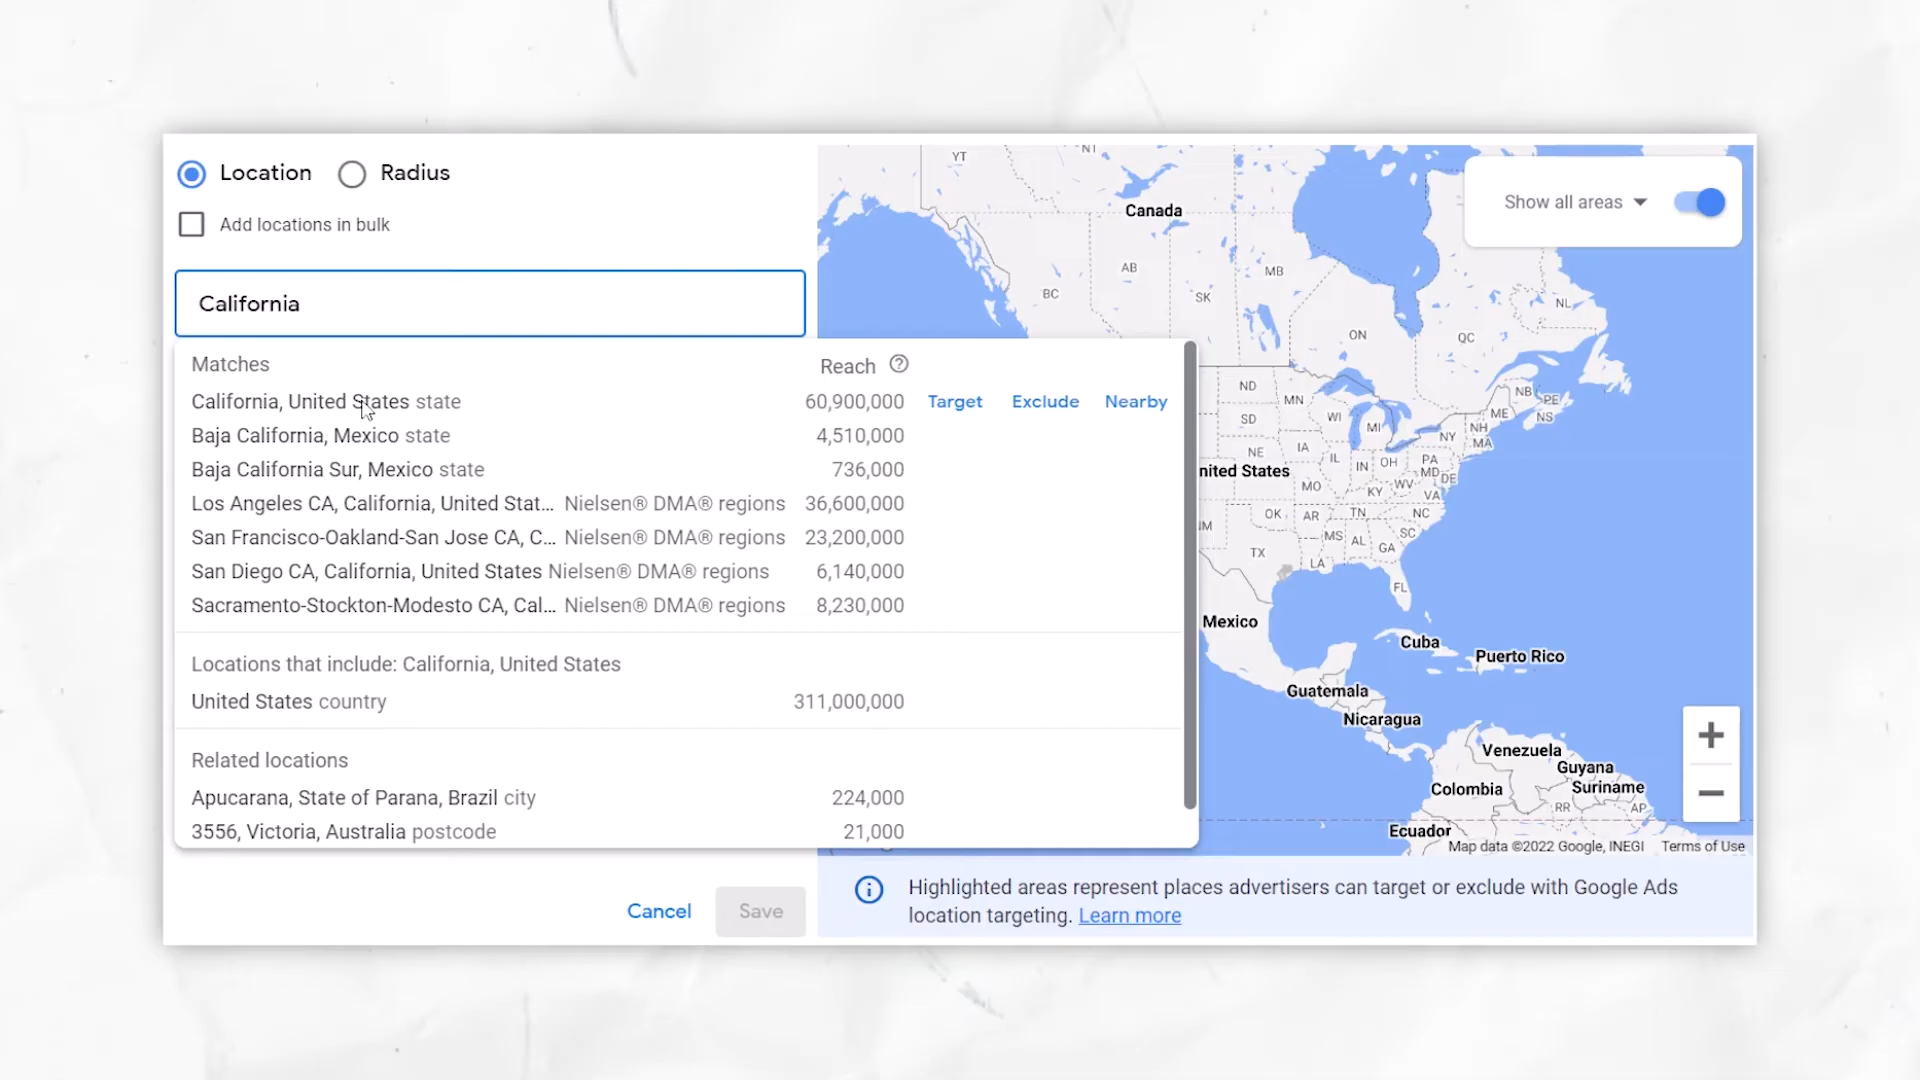 Location Radius
Add locations in bulk
California
Matches Reach
California, United States state 60,900,000 Target Exclude Nearby
Baja California, Mexico state 4,510,000
Baja California Sur, Mexico state 736,000
Los Angeles CA, California, United Stat... Nielsen® DMA® regions 36,600,000
San Francisco-Oakland-San Jose CA, C... Nielsen® DMA® regions 23,200,000
San Diego CA, California, United States Nielsen® DMA® regions 6,140,000
Sacramento-Stockton-Modesto CA, Cal... Nielsen® DMA® regions 8,230,000
Locations that include: California, United States
United States country 311,000,000
Related locations
Apucarana, State of Parana, Brazil city 224,000
3556, Victoria, Australia postcode 21,000
Cancel Save
Show all areas
YT NT
Canada
AB MB
BC SK
NL
ON QC
ND MN NB PE
SD WI MI ME NS
NH
NY MA
NE IA IL IN OH PA
nited States MD DE
MO KY WV VA
OK AR TN NC
MS AL GA SC
TX LA
FL
Mexico
Cuba
Puerto Rico
Guatemala
Nicaragua
Venezuela
Guyana
Colombia Suriname
RR AP
Ecuador
Map data ©2022 Google, INEGI Terms of Use
Highlighted areas represent places advertisers can target or exclude with Google Ads
location targeting. Learn more